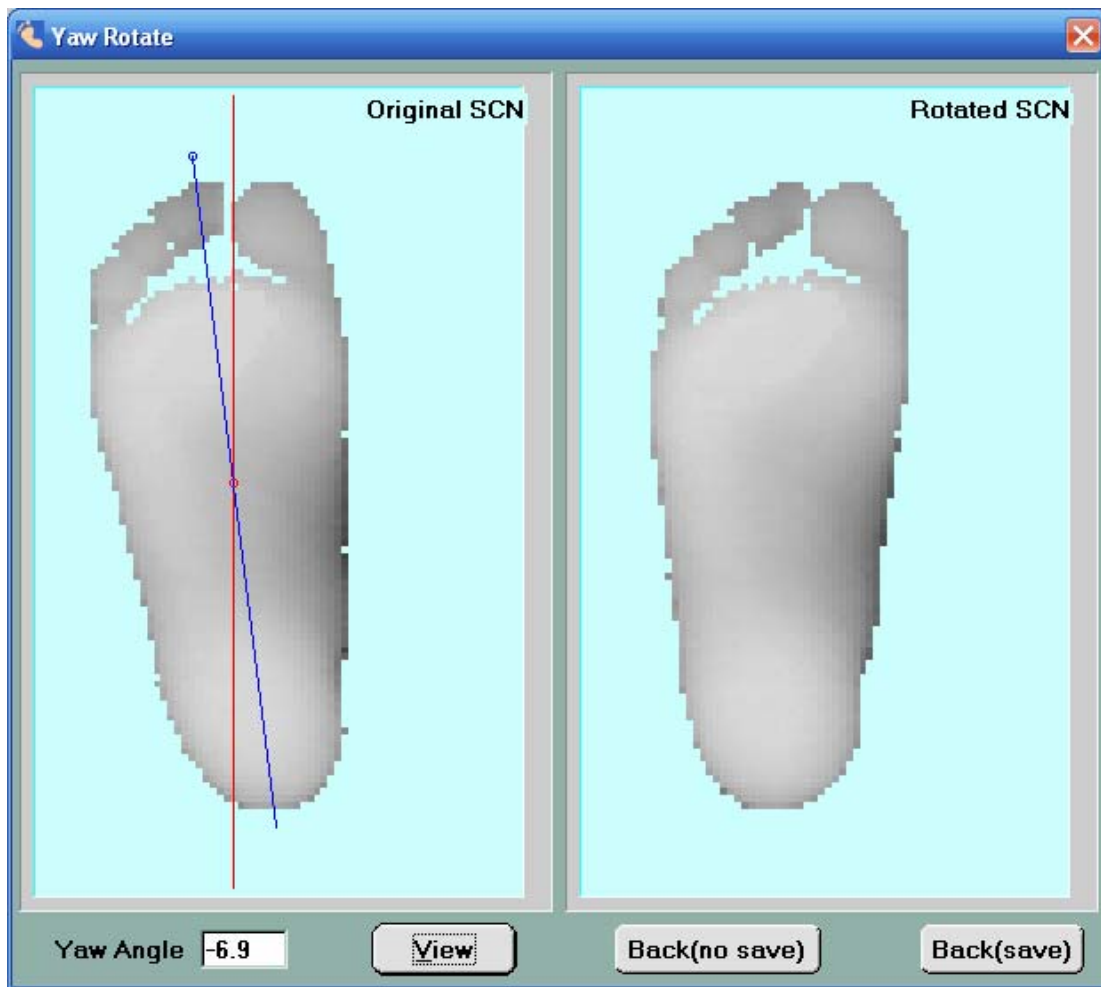 Yaw Rotate
Original SCN
Rotated SCN
Yaw Angle -6.9
View
Back(no save)
Back(save)